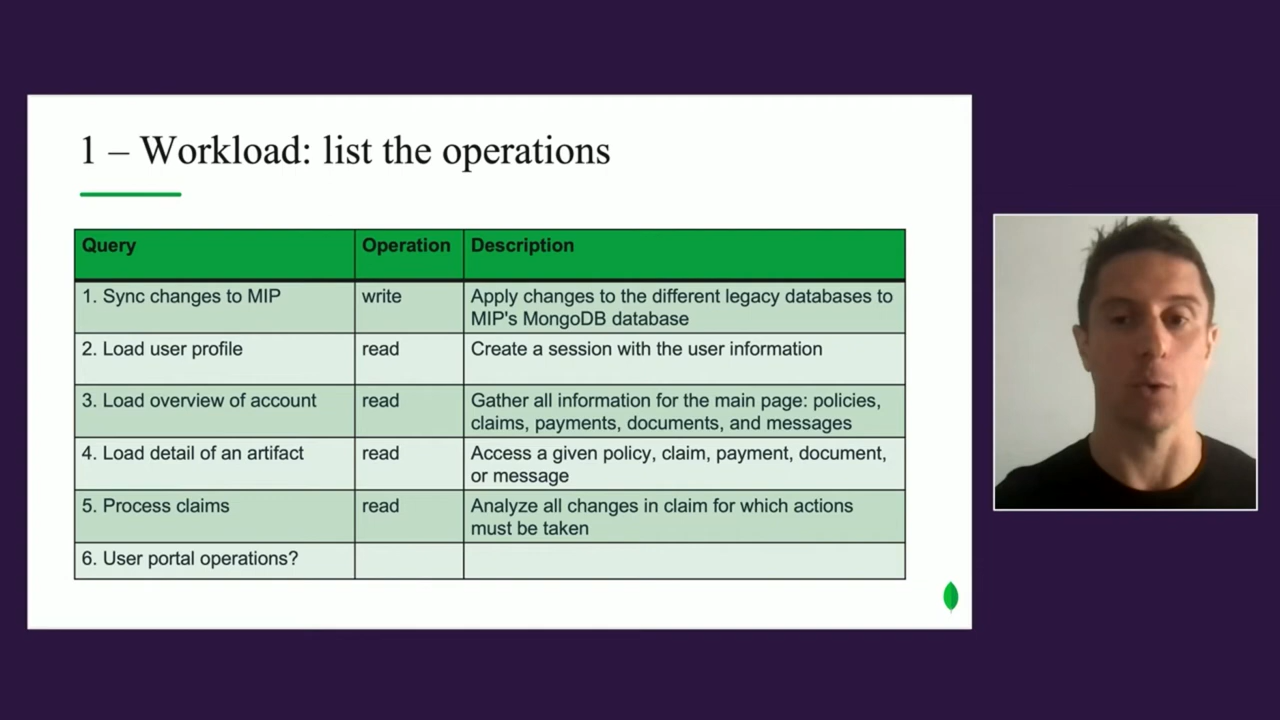 1 – Workload: list the operations
Query Operation Description
1. Sync changes to MIP write Apply changes to the different legacy databases to
MIP's MongoDB database
2. Load user profile read Create a session with the user information
3. Load overview of account read Gather all information for the main page: policies,
claims, payments, documents, and messages
4. Load detail of an artifact read Access a given policy, claim, payment, document,
or message
5. Process claims read Analyze all changes in claim for which actions
must be taken
6. User portal operations?